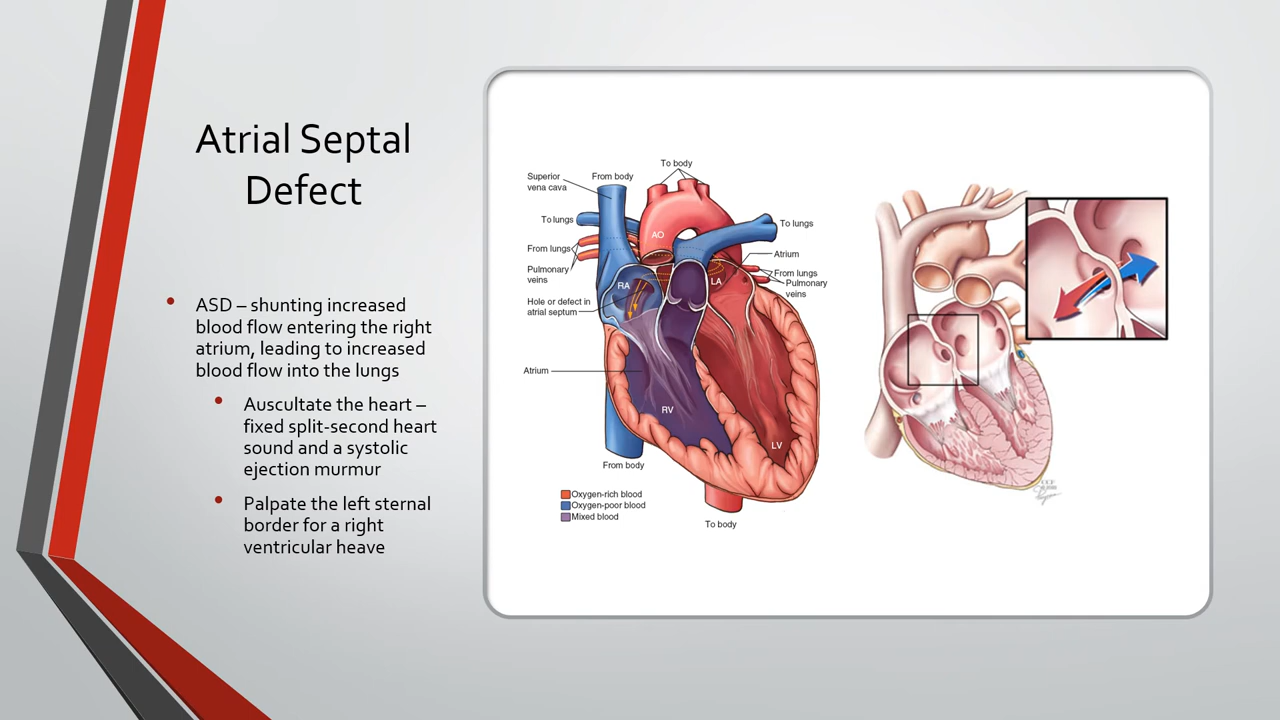 Atrial Septal
Defect
ASD – shunting increased
blood flow entering the right
atrium, leading to increased
blood flow into the lungs
Auscultate the heart –
fixed split-second heart
sound and a systolic
ejection murmur
Palpate the left sternal
border for a right
ventricular heave
To body
Superior
vena cava
From body
To lungs
From lungs
Pulmonary
veins
Hole or defect in
atrial septum
Atrium
From body
AO
RA
LA
RV
LV
To lungs
Atrium
From lungs
Pulmonary
veins
Oxygen-rich blood
Oxygen-poor blood
Mixed blood
To body